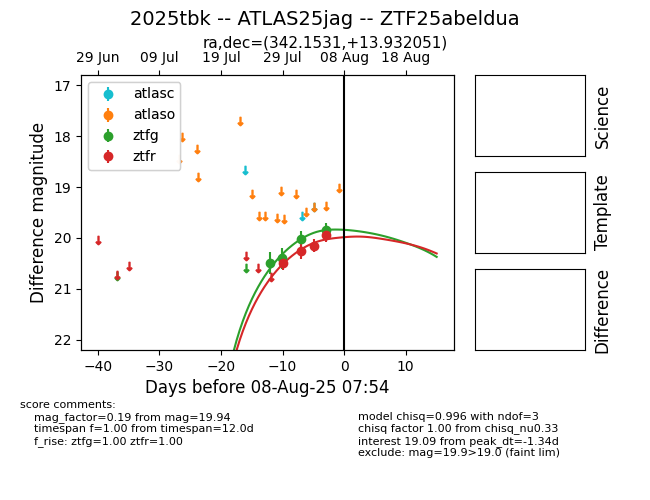 2025tbk -- ATLAS25jag -- ZTF25abeldua
ra,dec=(342.1531,+13.932051)
29 Jun 09 Jul 19 Jul 29 Jul 08 Aug 18 Aug
17
18
19
20
21
22
Difference magnitude
atlasc
atlaso
ztfg
ztfr
−40 −30 −20 −10 0 10
Days before 08-Aug-25 07:54
Science
Template
Difference
score comments:
mag_factor=0.19 from mag=19.94
timespan f=1.00 from timespan=12.0d
f_rise: ztfg=1.00 ztfr=1.00
model chisq=0.996 with ndof=3
chisq factor 1.00 from chisq_nu0.33
interest 19.09 from peak_dt=-1.34d
exclude: mag=19.9>19.0 (faint lim)